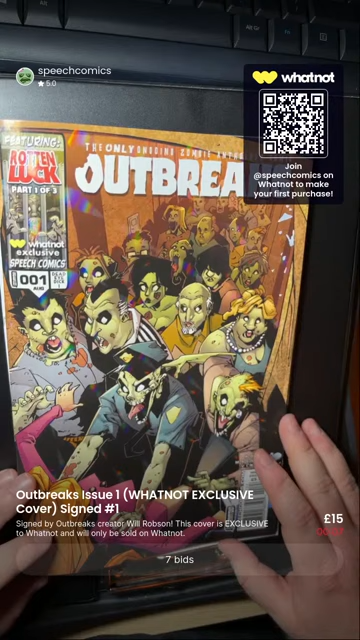 speechcomics
★ 5.0
whatnot
Join
@speechcomics on
Whatnot to make
your first purchase!
FEATURING:
ROTTEN
LUCK
PART 1 OF 3
whatnot
exclusive
SPEECH COMICS
001
AUG
THE ONLY ONGOING ZOMBIE
OUTBREA
Outbreaks Issue 1 (WHATNOT EXCLUSIVE
Cover) Signed #1
Signed by Outbreaks creator Will Robson! This cover is EXCLUSIVE
to Whatnot and will only be sold on Whatnot.
£15
7 bids